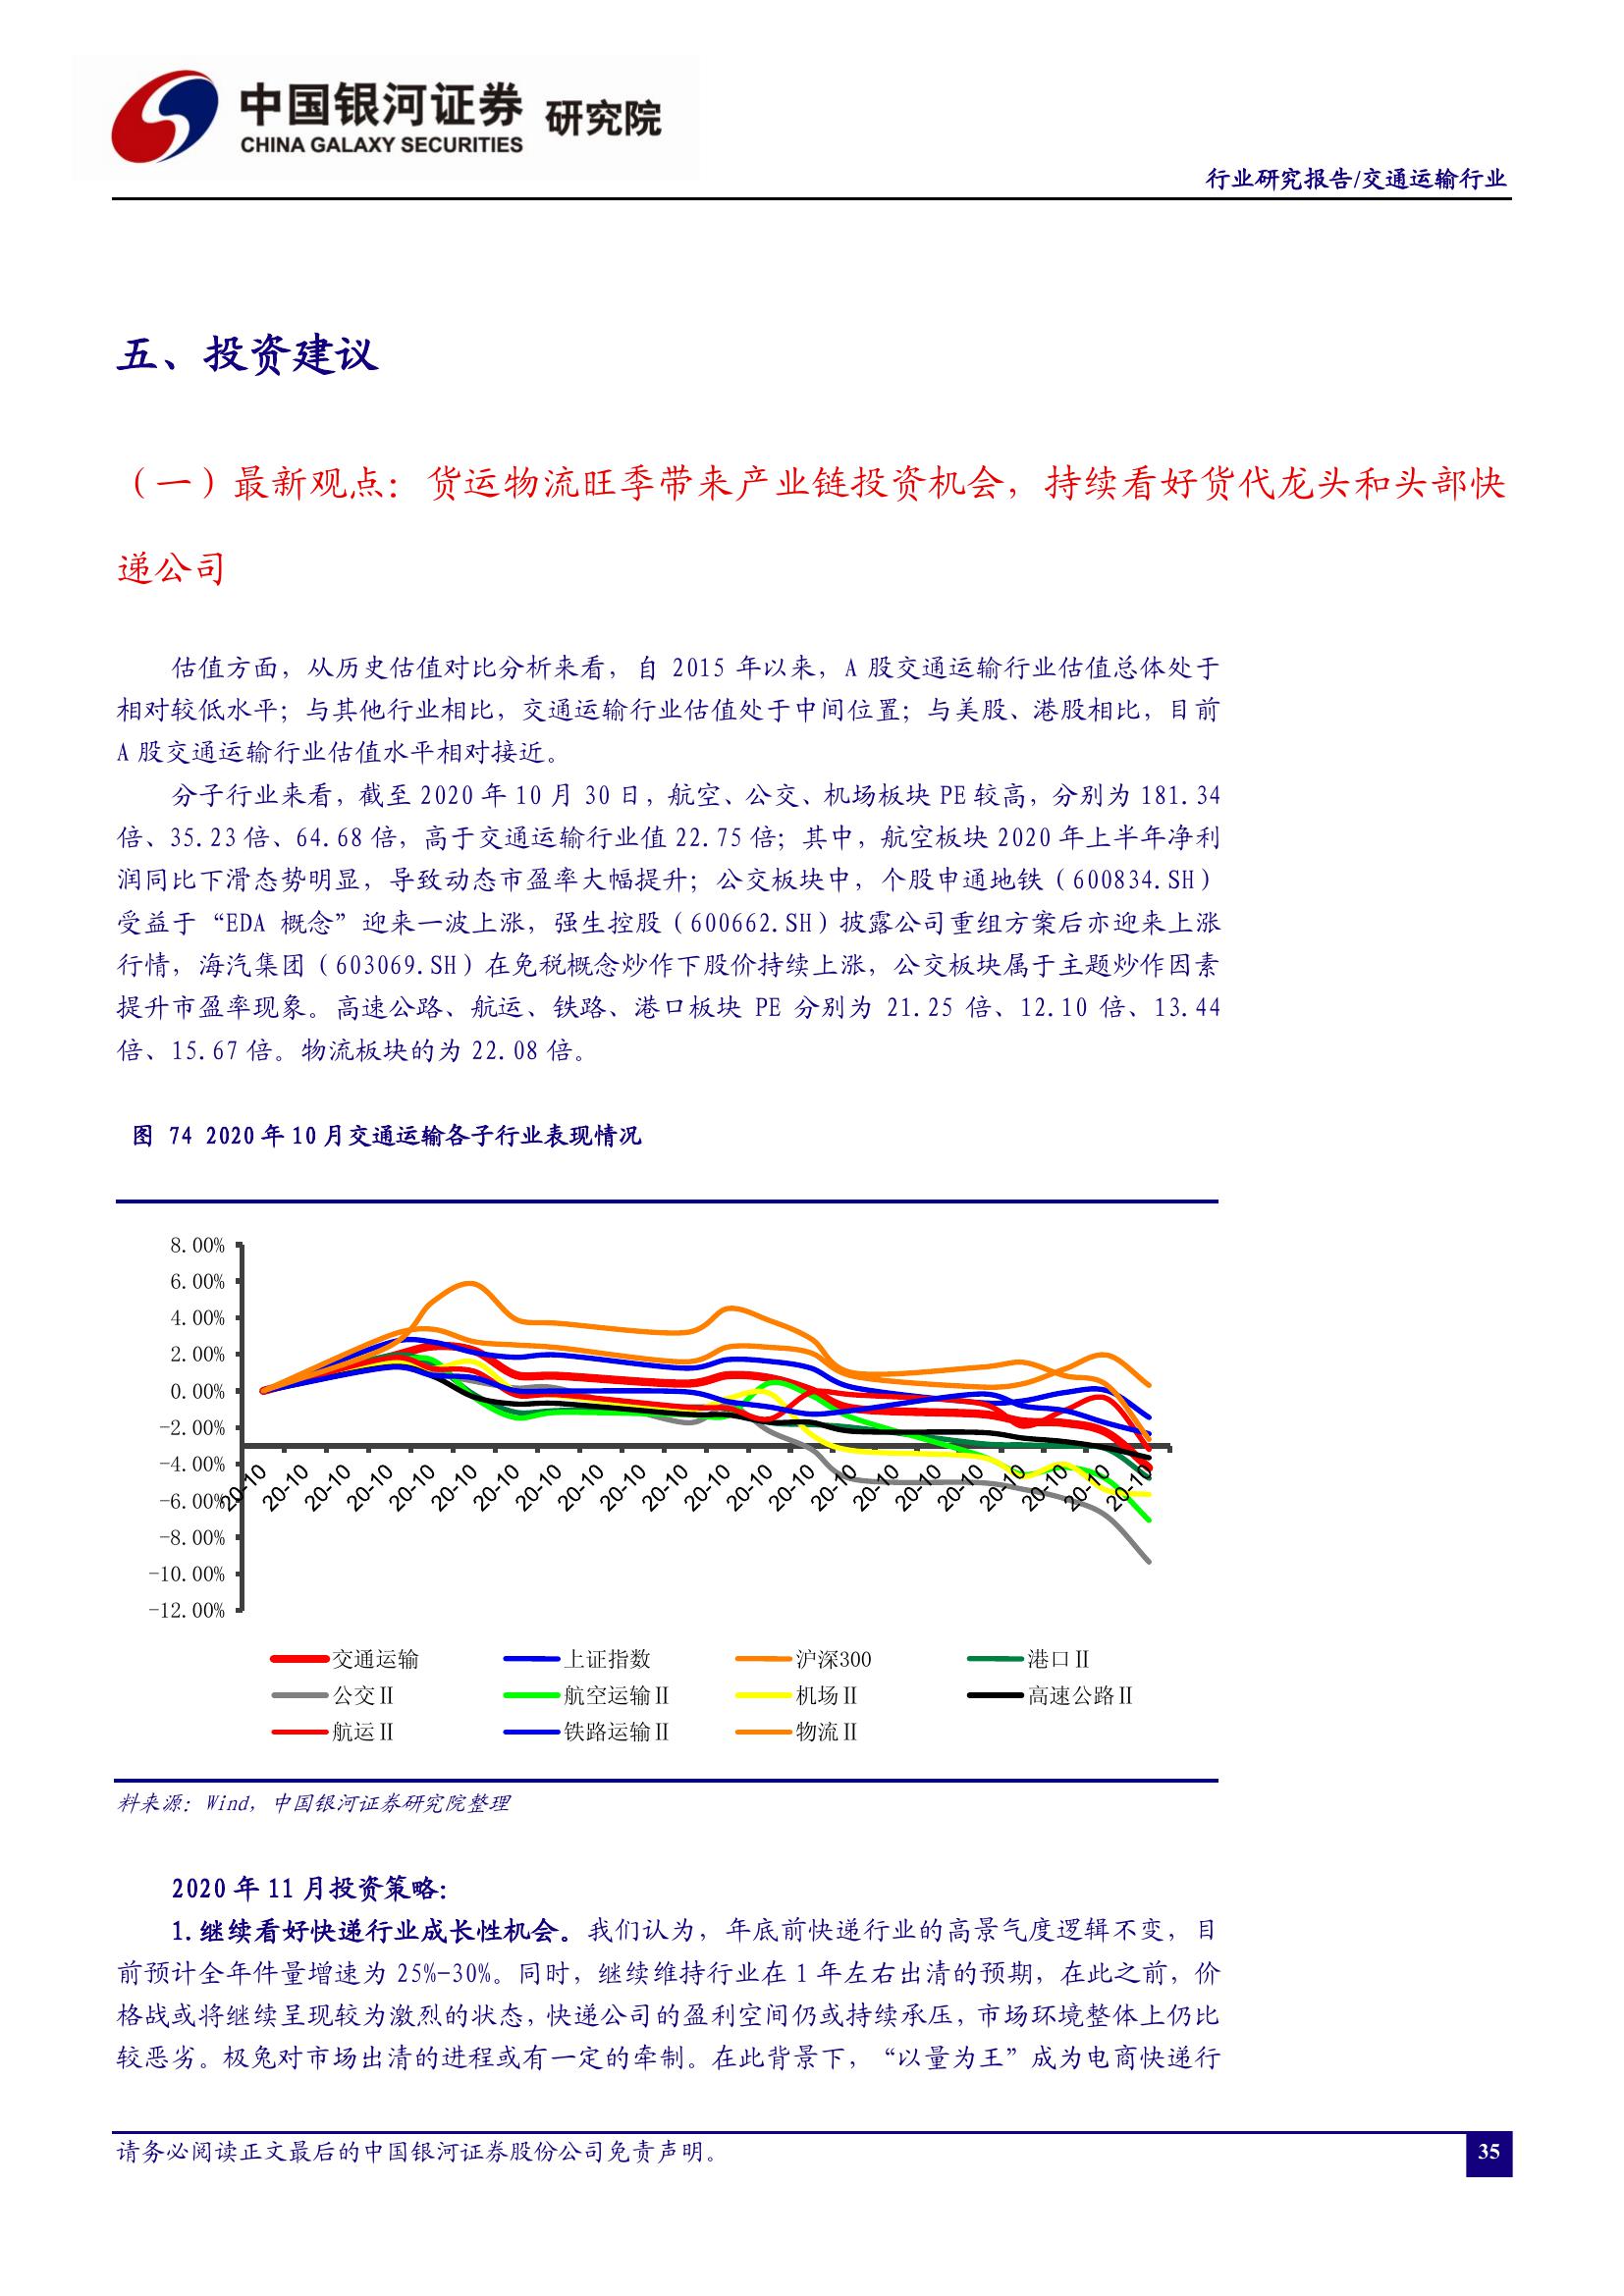 中国银河证券 研究院
CHINA GALAXY SECURITIES
行业研究报告/交通运输行业
五、投资建议
（一）最新观点：货运物流旺季带来产业链投资机会，持续看好货代龙头和头部快
递公司
估值方面，从历史估值对比分析来看，自 2015 年以来，A 股交通运输行业估值总体处于
相对较低水平；与其他行业相比，交通运输行业估值处于中间位置；与美股、港股相比，目前
A 股交通运输行业估值水平相对接近。
分子行业来看，截至 2020 年 10 月 30 日，航空、公交、机场板块 PE 较高，分别为 181.34
倍、35.23 倍、64.68 倍，高于交通运输行业值 22.75 倍；其中，航空板块 2020 年上半年净利
润同比下滑态势明显，导致动态市盈率大幅提升；公交板块中，个股申通地铁（600834.SH）
受益于“EDA 概念”迎来一波上涨，强生控股（600662.SH）披露公司重组方案后亦迎来上涨
行情，海汽集团（603069.SH）在免税概念炒作下股价持续上涨，公交板块属于主题炒作因素
提升市盈率现象。高速公路、航运、铁路、港口板块 PE 分别为 21.25 倍、12.10 倍、13.44
倍、15.67 倍。物流板块的为 22.08 倍。
图 74 2020 年 10 月交通运输各子行业表现情况
8.00%
6.00%
4.00%
2.00%
0.00%
-2.00%
-4.00%
-6.00%
-8.00%
-10.00%
-12.00%
20-10 20-10 20-10 20-10 20-10 20-10 20-10 20-10 20-10 20-10 20-10 20-10 20-10 20-10 20-10 20-10 20-10 20-10 20-10 20-10 20-10 20-10
交通运输 上证指数 沪深300 港口Ⅱ
公交Ⅱ 航空运输Ⅱ 机场Ⅱ 高速公路Ⅱ
航运Ⅱ 铁路运输Ⅱ 物流Ⅱ
料来源：Wind，中国银河证券研究院整理
2020 年 11 月投资策略：
1.继续看好快递行业成长性机会。我们认为，年底前快递行业的高景气度逻辑不变，目
前预计全年件量增速为 25%-30%。同时，继续维持行业在 1 年左右出清的预期，在此之前，价
格战或将继续呈现较为激烈的状态，快递公司的盈利空间仍或持续承压，市场环境整体上仍比
较恶劣。极兔对市场出清的进程或有一定的牵制。在此背景下，“以量为王”成为电商快递行
请务必阅读正文最后的中国银河证券股份公司免责声明。
35